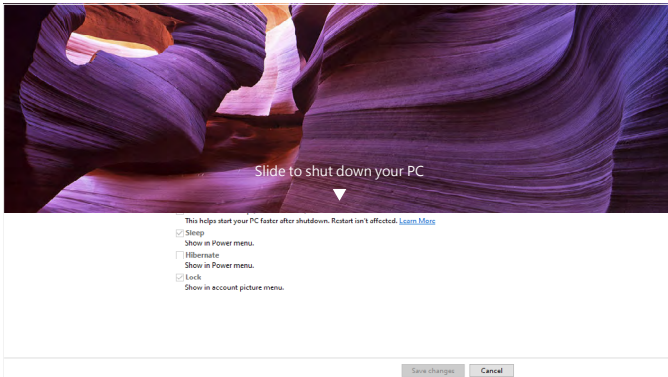 Slide to shut down your PC
This helps start your PC faster after shutdown. Restart isn't affected. Learn More
Sleep
Show in Power menu.
Hibernate
Show in Power menu.
Lock
Show in account picture menu.
Save changes Cancel